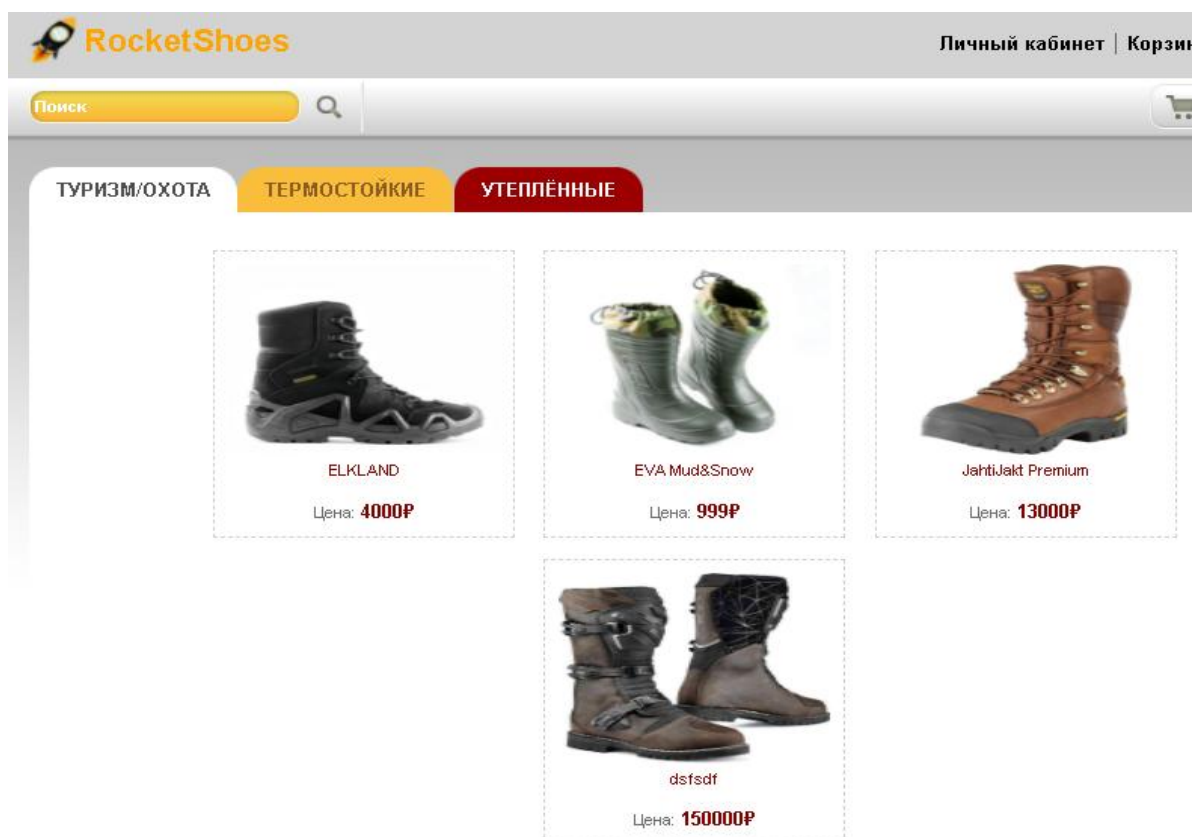 RocketShoes
Личный кабинет | Корзин
Поиск
ТУРИЗМ/ОХОТА ТЕРМОСТОЙКИЕ УТЕПЛЁННЫЕ
ELKLAND EVA Mud&Snow JahtiJakt Premium
Цена: 4000₽ Цена: 999₽ Цена: 13000₽
dsfsdf
Цена: 150000₽